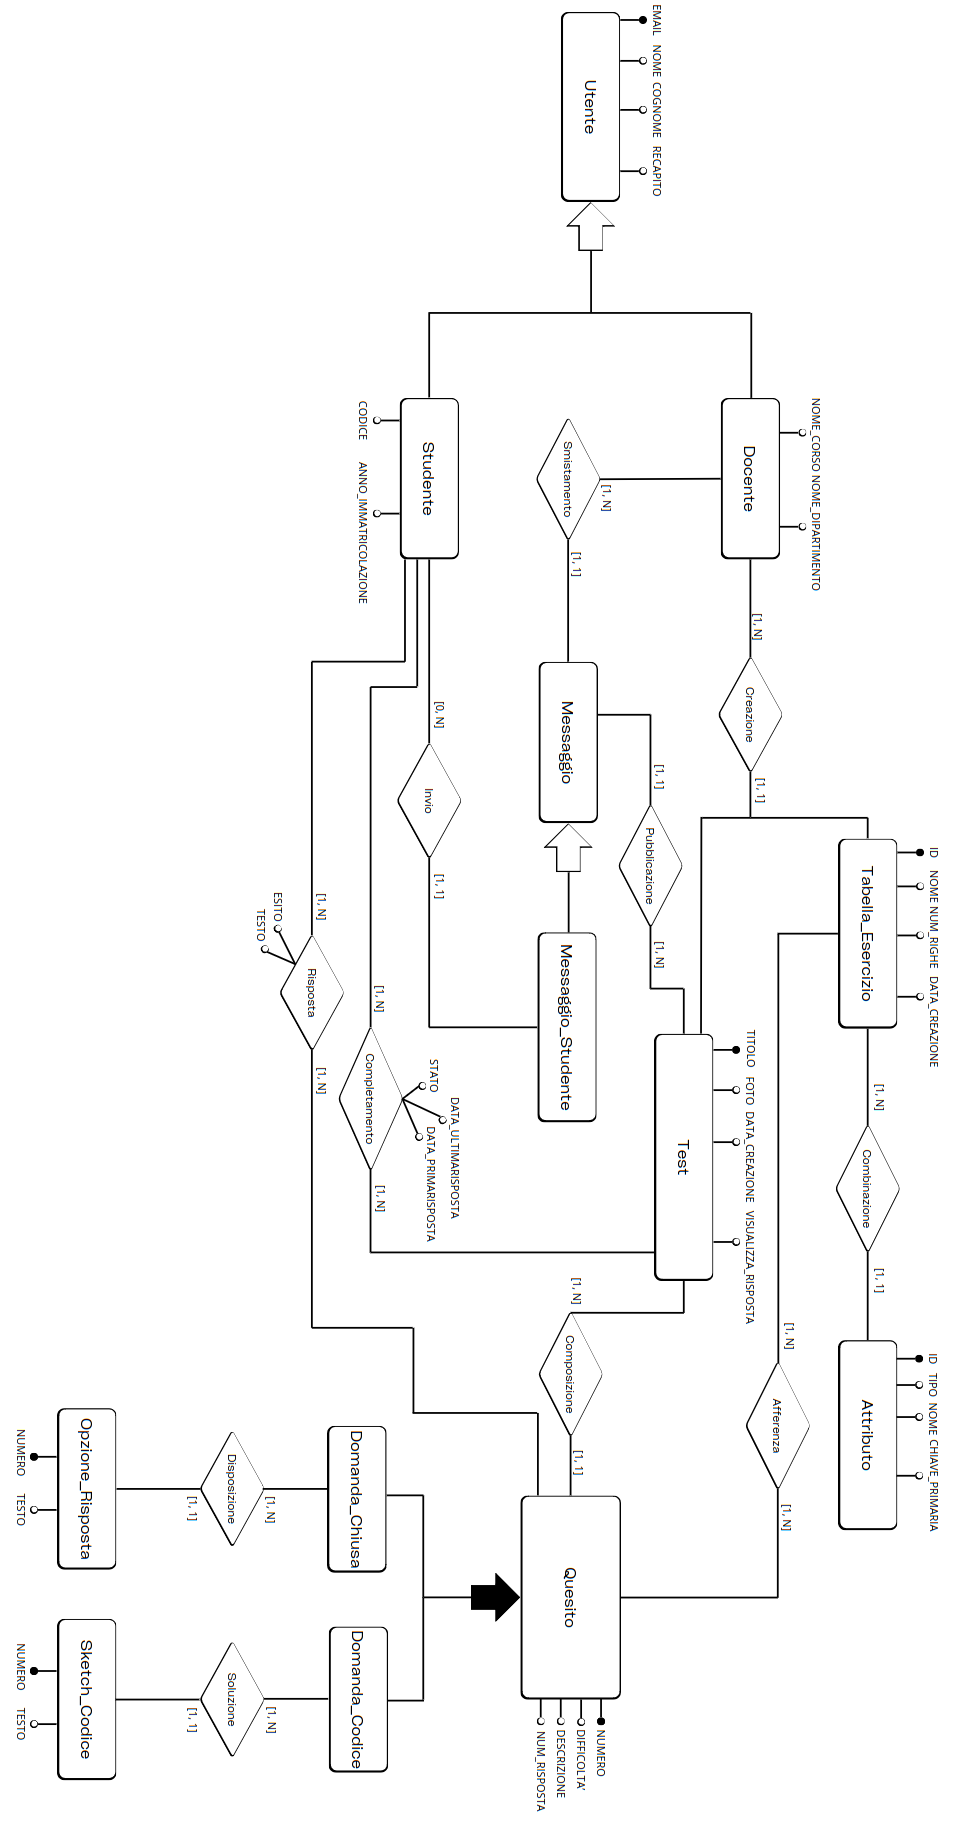 EMAIL
NOME
COGNOME
RECAPITO
Utente
NOME_CORSO
NOME_DIPARTIMENTO
Docente
CODICE
ANNO_IMMATRICOLAZIONE
Studente
Smistamento
[1, N]
[1, 1]
[1, N]
Creazione
[1, 1]
Messaggio
[1, 1]
Pubblicazione
[1, N]
[0, N]
Invio
[1, 1]
Messaggio_Studente
ID
NOME
NUM_RIGHE
DATA_CREAZIONE
Tabella_Esercizio
[1, N]
Combinazione
[1, 1]
ID
TIPO
NOME
CHIAVE_PRIMARIA
Attributo
TITOLO
FOTO
DATA_CREAZIONE
VISUALIZZA_RISPOSTA
Test
[1, N]
Risposta
ESITO
TESTO
[1, N]
[1, N]
Completamento
STATO
DATA_ULTIMARISPOSTA
DATA_PRIMARISPOSTA
[1, N]
[1, N]
Composizione
[1, 1]
[1, N]
Afferenza
[1, N]
Quesito
NUMERO
DIFFICOLTA'
DESCRIZIONE
NUM_RISPOSTA
Domanda_Chiusa
[1, N]
Disposizione
[1, 1]
Opzione_Risposta
NUMERO
TESTO
Domanda_Codice
[1, N]
Soluzione
[1, 1]
Sketch_Codice
NUMERO
TESTO